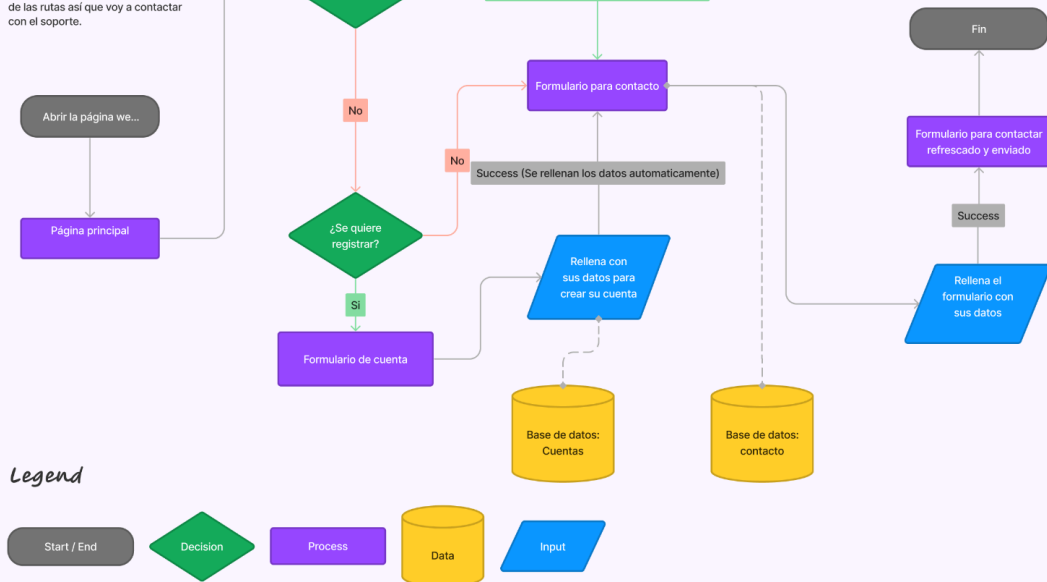 de las rutas así que voy a contactar
con el soporte.
Fin
Abrir la página we...
No
Formulario para contacto
Formulario para contactar
refrescado y enviado
No
Success (Se rellenan los datos automaticamente)
Success
Página principal
¿Se quiere
registrar?
Rellena con
sus datos para
crear su cuenta
Rellena el
formulario con
sus datos
Si
Formulario de cuenta
Base de datos:
Cuentas
Base de datos:
contacto
Legend
Start / End
Decision
Process
Data
Input